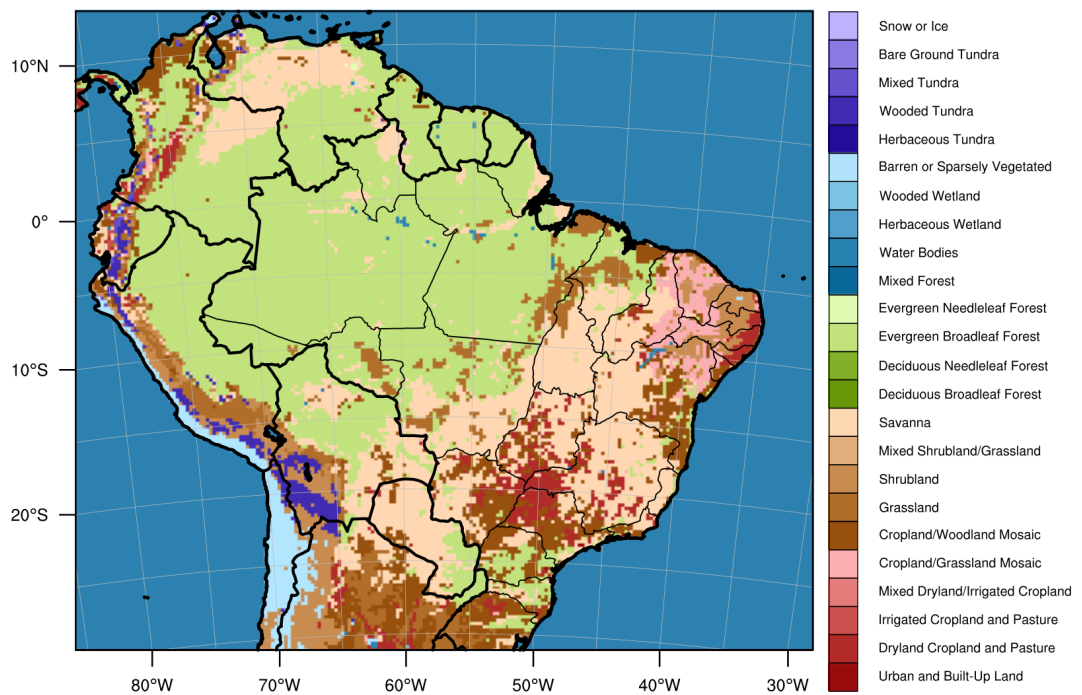 10°N
0°
10°S
20°S
80°W
70°W
60°W
50°W
40°W
30°W
Snow or Ice
Bare Ground Tundra
Mixed Tundra
Wooded Tundra
Herbaceous Tundra
Barren or Sparsely Vegetated
Wooded Wetland
Herbaceous Wetland
Water Bodies
Mixed Forest
Evergreen Needleleaf Forest
Evergreen Broadleaf Forest
Deciduous Needleleaf Forest
Deciduous Broadleaf Forest
Savanna
Mixed Shrubland/Grassland
Shrubland
Grassland
Cropland/Woodland Mosaic
Cropland/Grassland Mosaic
Mixed Dryland/Irrigated Cropland
Irrigated Cropland and Pasture
Dryland Cropland and Pasture
Urban and Built-Up Land